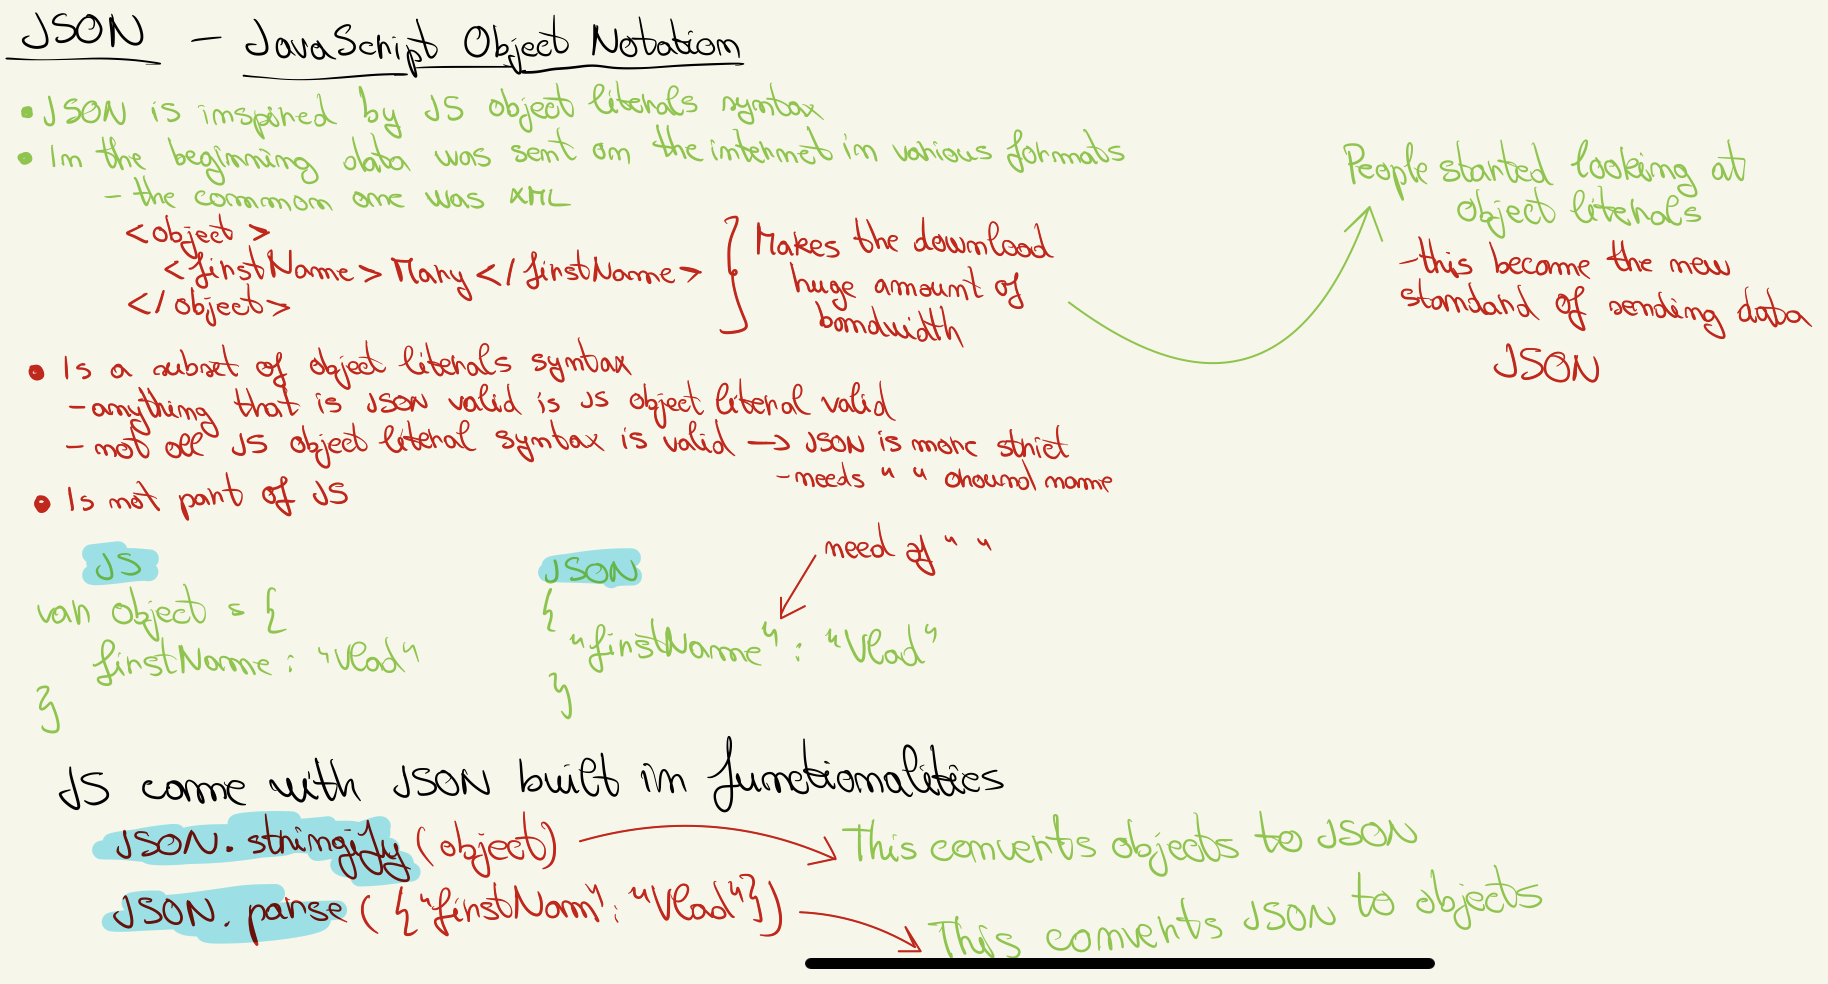 JSON - JavaScript Object Notation
• JSON is inspired by JS object literals syntax
• In the beginning data was sent on the internet in various formats
- the common one was XML
<object>
<firstName> Mary </firstName>
</object>
Makes the download
huge amount of
bandwidth
People started looking at
object literals
- this become the new
standard of sending data
JSON
• Is a subset of object literals syntax
- anything that is JSON valid is JS object literal valid
- not all JS object literal syntax is valid → JSON is more strict
- needs " " around name
• Is not part of JS
JS
var object = {
firstName : "Vlad"
}
JSON
need of " "
{
"firstName" : "Vlad"
}
JS came with JSON built in functionalities
JSON.stringify (object)
This converts objects to JSON
JSON.parse ( { "firstNam" : "Vlad" } )
This converts JSON to objects